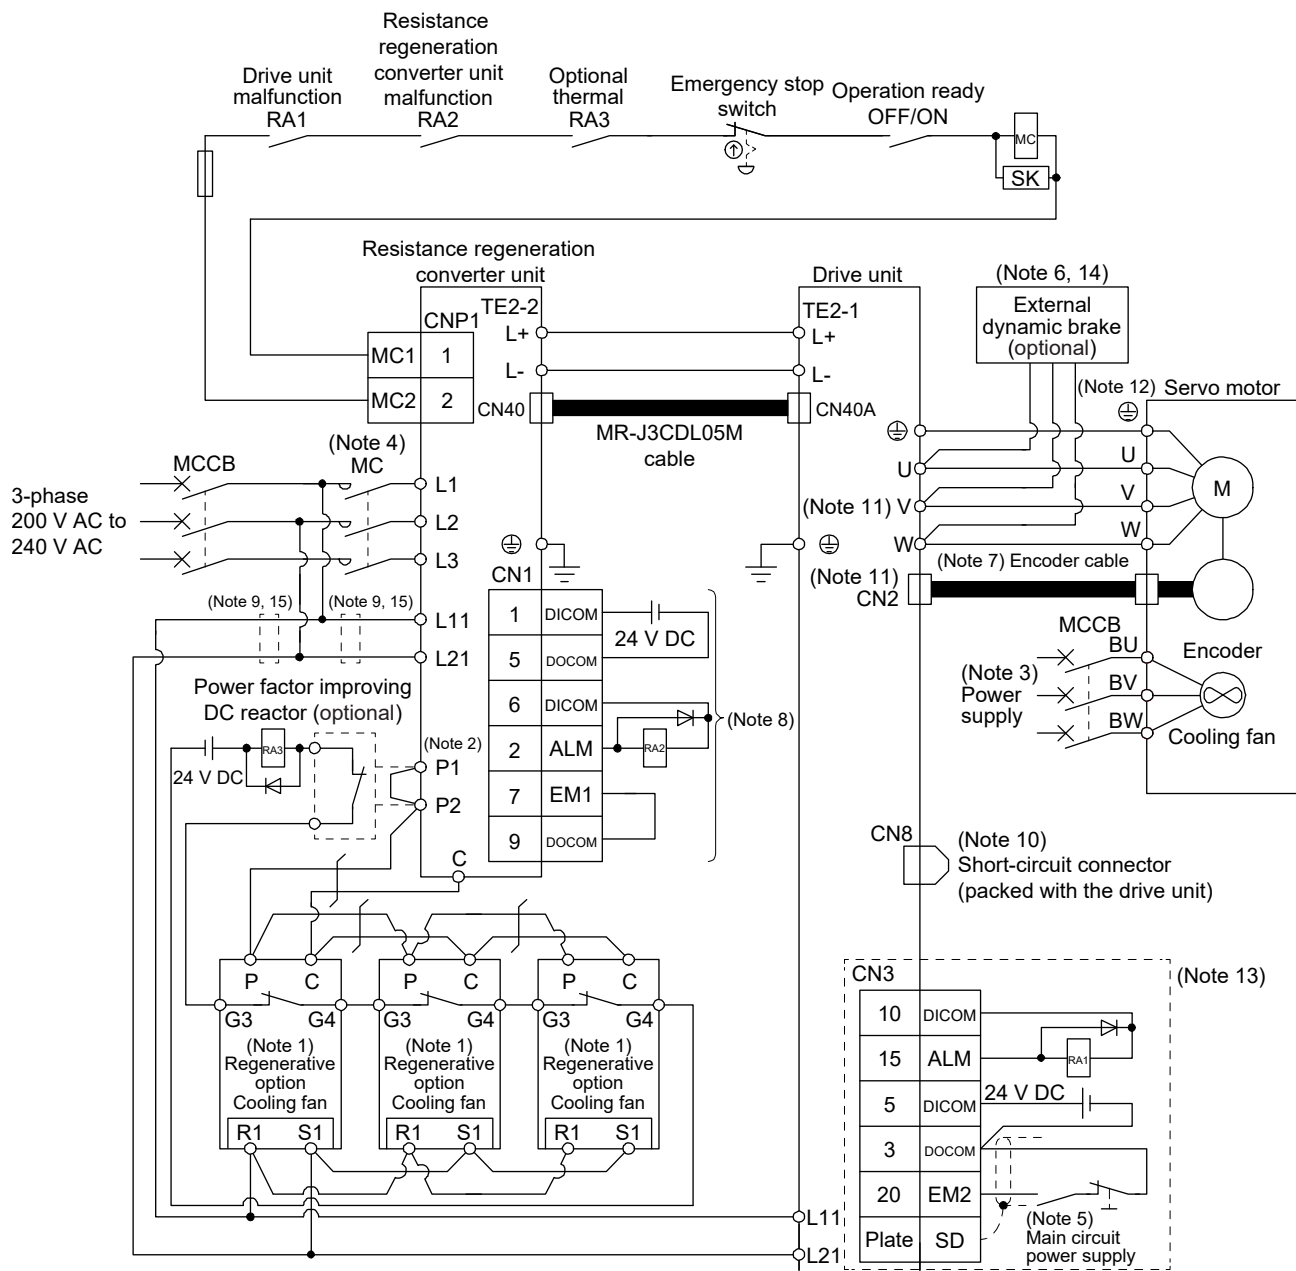 Resistance
regeneration
converter unit
malfunction
RA2
Drive unit
malfunction
RA1
Optional
thermal
RA3
Emergency stop
switch
Operation ready
OFF/ON
MC
SK
Resistance regeneration
converter unit
Drive unit
(Note 6, 14)
External
dynamic brake
(optional)
TE2-2
CNP1
L+
L-
MC1 1
MC2 2
CN40
TE2-1
L+
L-
CN40A
MR-J3CDL05M
cable
(Note 12)
Servo motor
(Note 4)
MC
MCCB
3-phase
200 V AC to
240 V AC
L1
L2
L3
U
(Note 11) V
W
U
V
W
M
(Note 7) Encoder cable
(Note 11)
CN2
(Note 9, 15)
(Note 9, 15)
L11
L21
CN1
1 DICOM
5 DOCOM
6 DICOM
2 ALM
7 EM1
9 DOCOM
24 V DC
RA2
(Note 8)
MCCB
BU
BV
BW
(Note 3)
Power
supply
Encoder
Cooling fan
Power factor improving
DC reactor (optional)
RA3
24 V DC
(Note 2)
P1
P2
C
CN8
(Note 10)
Short-circuit connector
(packed with the drive unit)
P C
P C
P C
G3 G4
G3 G4
G3 G4
(Note 1)
Regenerative
option
Cooling fan
R1 S1
(Note 1)
Regenerative
option
Cooling fan
R1 S1
(Note 1)
Regenerative
option
Cooling fan
R1 S1
CN3
(Note 13)
10 DICOM
15 ALM
5 DICOM
3 DOCOM
20 EM2
Plate SD
RA1
24 V DC
(Note 5)
Main circuit
power supply
L11
L21